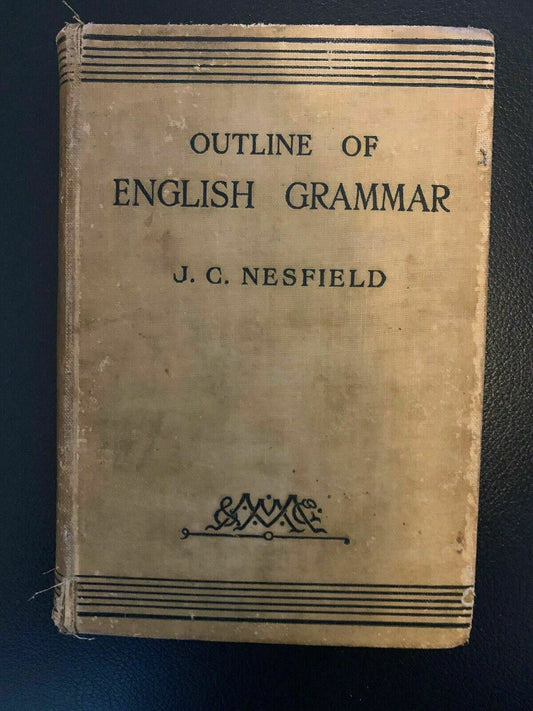 OUTLINE OF
ENGLISH GRAMMAR
J. C. NESFIELD